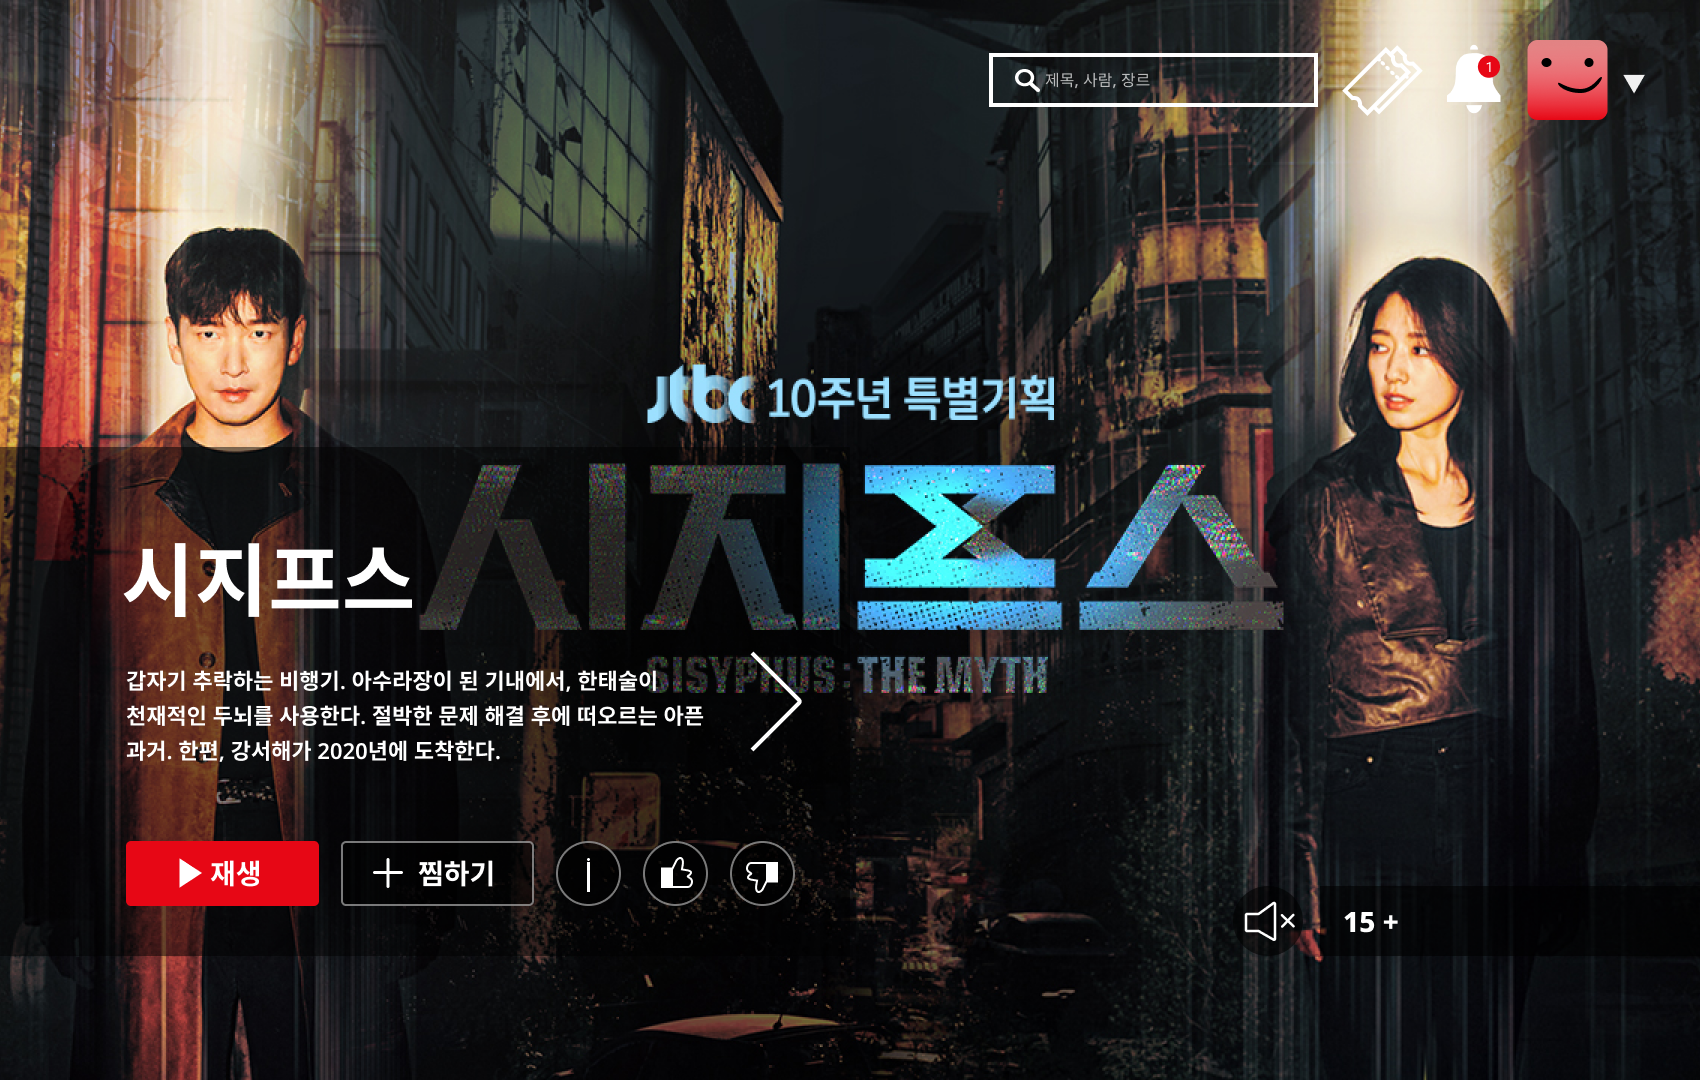 제목, 사람, 장르
1
Jtbc 10주년 특별기획
시지프스
SISYPHUS : THE MYTH
시지프스
갑자기 추락하는 비행기. 아수라장이 된 기내에서, 한태술이
천재적인 두뇌를 사용한다. 절박한 문제 해결 후에 떠오르는 아픈
과거. 한편, 강서해가 2020년에 도착한다.
재생
찜하기
15 +